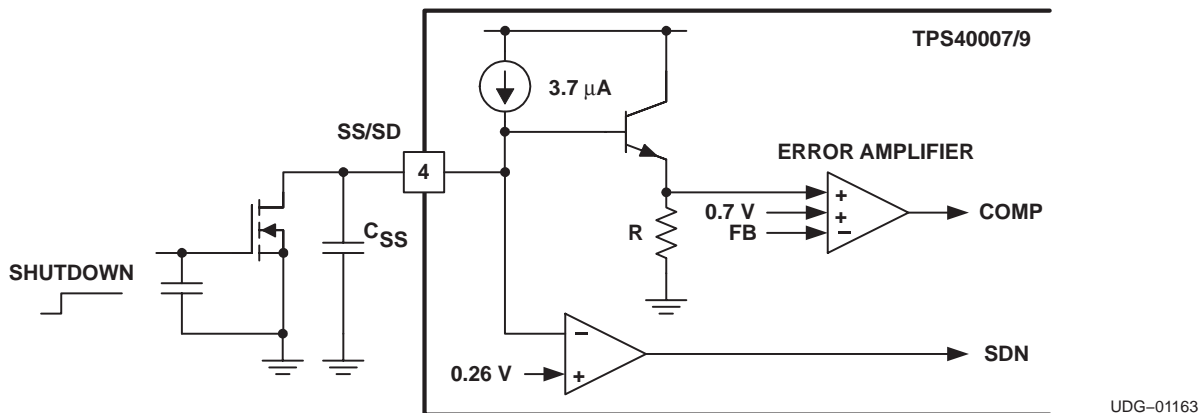 TPS40007/9
3.7 μA
SS/SD
4
ERROR AMPLIFIER
+
0.7 V
+
COMP
R
FB
−
CSS
SHUTDOWN
−
SDN
0.26 V
+
UDG–01163